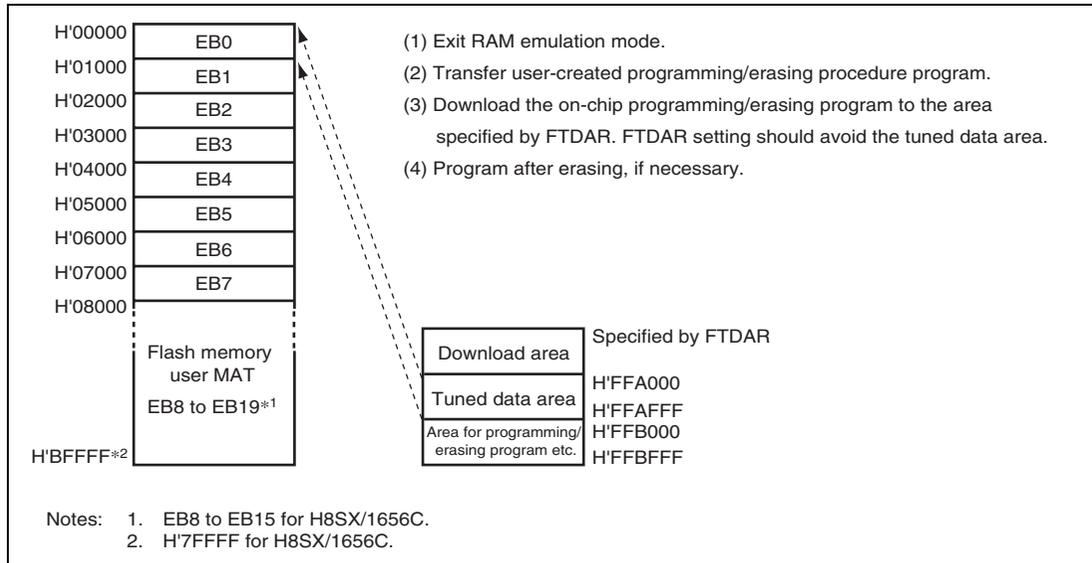 H'00000
EB0
H'01000
EB1
H'02000
EB2
H'03000
EB3
H'04000
EB4
H'05000
EB5
H'06000
EB6
H'07000
EB7
H'08000
Flash memory
user MAT
EB8 to EB19*1
H'BFFFF*2
(1) Exit RAM emulation mode.
(2) Transfer user-created programming/erasing procedure program.
(3) Download the on-chip programming/erasing program to the area
specified by FTDAR. FTDAR setting should avoid the tuned data area.
(4) Program after erasing, if necessary.
Specified by FTDAR
Download area
H'FFA000
Tuned data area
H'FFAFFF
H'FFB000
Area for programming/
erasing program etc.
H'FFBFFF
Notes: 1. EB8 to EB15 for H8SX/1656C.
2. H'7FFFF for H8SX/1656C.